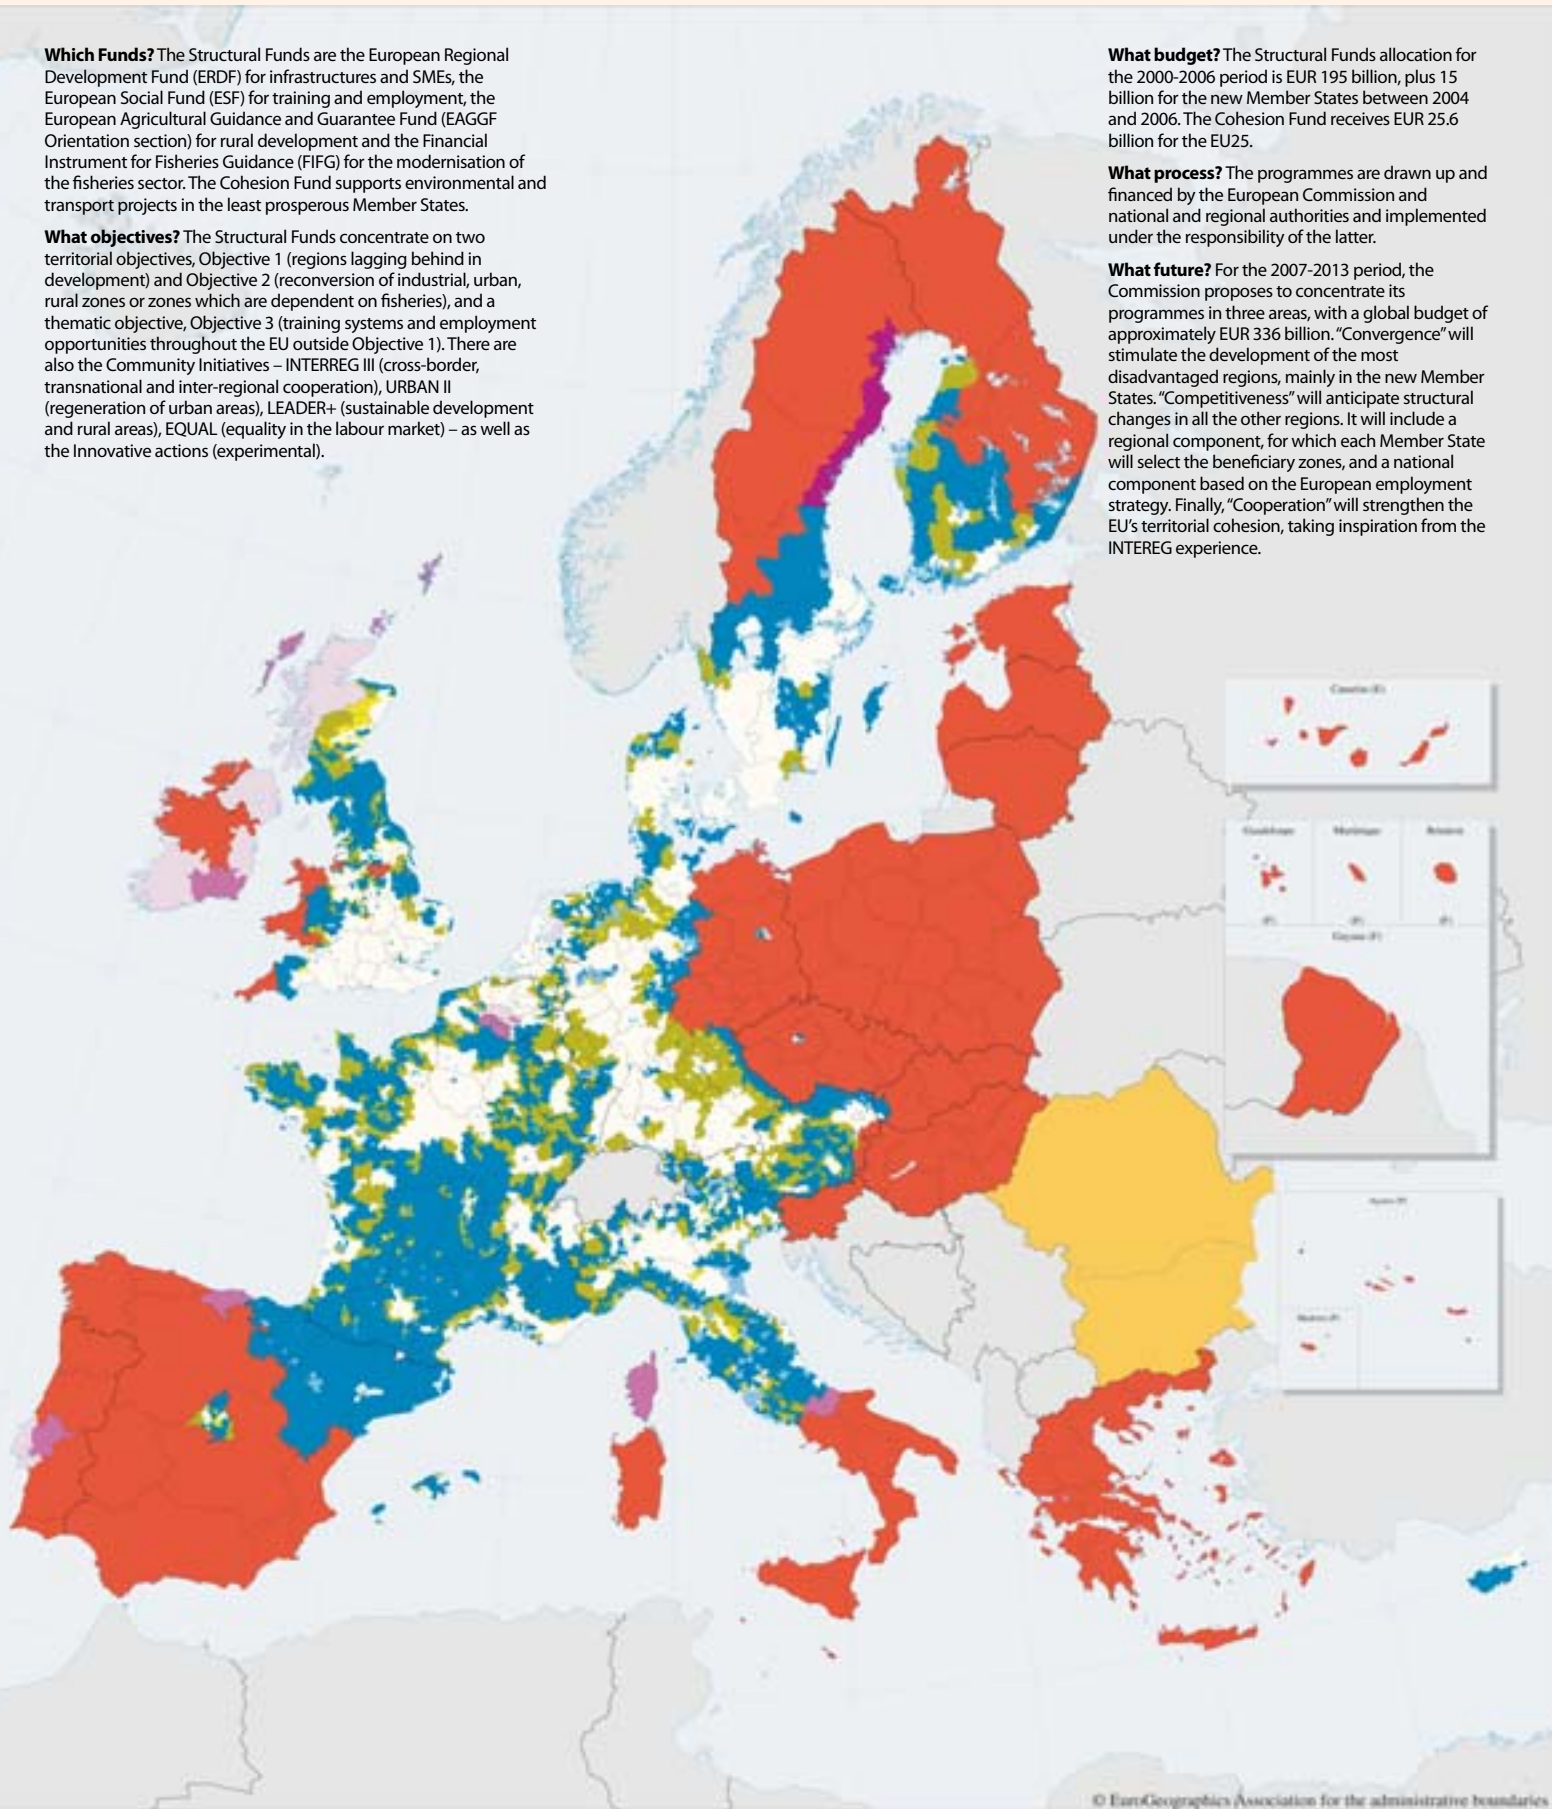 Which Funds? The Structural Funds are the European Regional
Development Fund (ERDF) for infrastructures and SMEs, the
European Social Fund (ESF) for training and employment, the
European Agricultural Guidance and Guarantee Fund (EAGGF
Orientation section) for rural development and the Financial
Instrument for Fisheries Guidance (FIFG) for the modernisation of
the fisheries sector. The Cohesion Fund supports environmental and
transport projects in the least prosperous Member States.
What objectives? The Structural Funds concentrate on two
territorial objectives, Objective 1 (regions lagging behind in
development) and Objective 2 (reconversion of industrial, urban,
rural zones or zones which are dependent on fisheries), and a
thematic objective, Objective 3 (training systems and employment
opportunities throughout the EU outside Objective 1). There are
also the Community Initiatives – INTERREG III (cross-border,
transnational and inter-regional cooperation), URBAN II
(regeneration of urban areas), LEADER+ (sustainable development
and rural areas), EQUAL (equality in the labour market) – as well as
the Innovative actions (experimental).
What budget? The Structural Funds allocation for
the 2000-2006 period is EUR 195 billion, plus 15
billion for the new Member States between 2004
and 2006. The Cohesion Fund receives EUR 25.6
billion for the EU25.
What process? The programmes are drawn up and
financed by the European Commission and
national and regional authorities and implemented
under the responsibility of the latter.
What future? For the 2007-2013 period, the
Commission proposes to concentrate its
programmes in three areas, with a global budget of
approximately EUR 336 billion. “Convergence” will
stimulate the development of the most
disadvantaged regions, mainly in the new Member
States. “Competitiveness” will anticipate structural
changes in all the other regions. It will include a
regional component, for which each Member State
will select the beneficiary zones, and a national
component based on the European employment
strategy. Finally, “Cooperation” will strengthen the
EU’s territorial cohesion, taking inspiration from the
INTEREG experience.
Canarias (E)
Guadeloupe Martinique Réunion
(F) (F) (F)
Guyane (F)
© EuroGeographics Association for the administrative boundaries